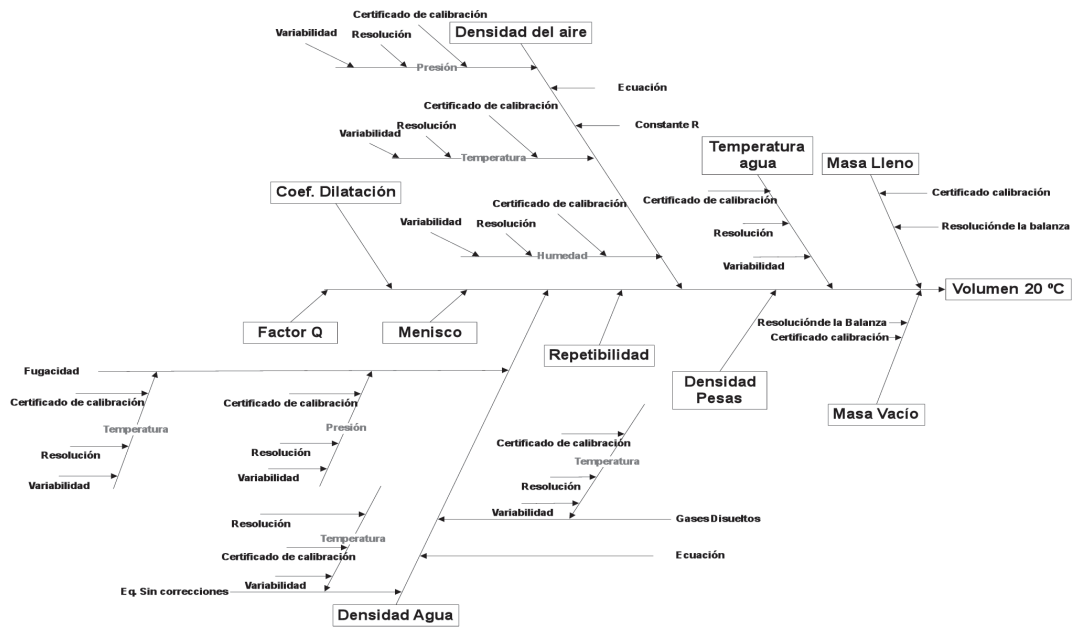 Certificado de calibración
Variabilidad
Resolución
Densidad del aire
Presión
Ecuación
Certificado de calibración
Constante R
Resolución
Variabilidad
Temperatura
Temperatura
agua
Masa Lleno
Coef. Dilatación
Certificado de calibración
Certificado calibración
Certificado de calibración
Variabilidad
Resolución
Resolución
Resoluciónde la balanza
Humedad
Variabilidad
Volumen 20 ºC
Factor Q
Menisco
Resoluciónde la Balanza
Certificado calibración
Repetibilidad
Fugacidad
Densidad
Pesas
Masa Vacío
Certificado de calibración
Certificado de calibración
Temperatura
Presión
Certificado de calibración
Resolución
Resolución
Temperatura
Variabilidad
Variabilidad
Resolución
Variabilidad
Gases Disueltos
Resolución
Temperatura
Certificado de calibración
Ecuación
Variabilidad
Eq. Sin correcciones
Densidad Agua